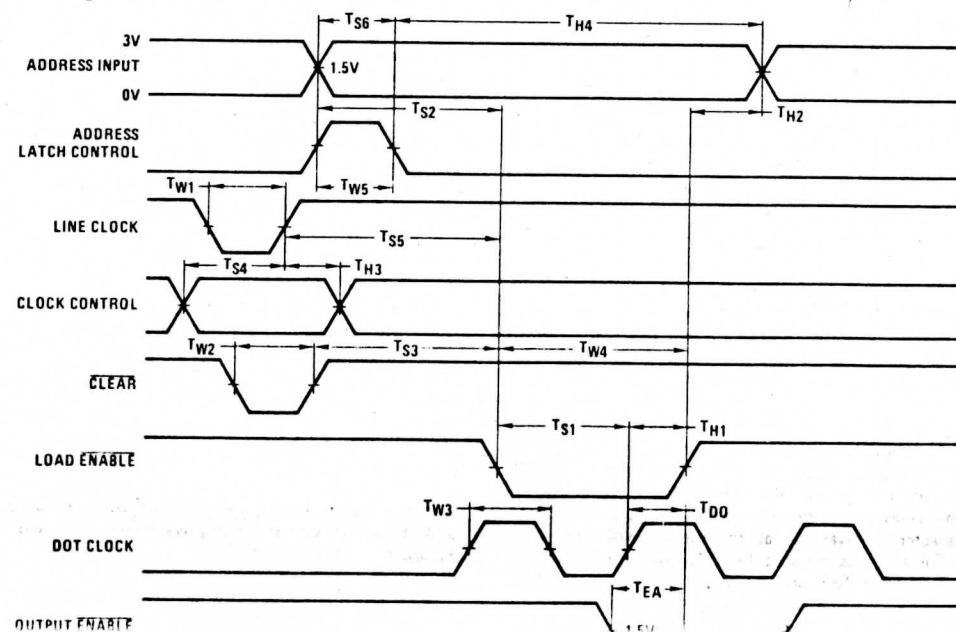 TS6
TH4
3V
ADDRESS INPUT
1.5V
0V
TS2
TH2
ADDRESS
LATCH CONTROL
TW1
TW5
LINE CLOCK
TS5
TS4
TH3
CLOCK CONTROL
TW2
TS3
TW4
CLEAR
TS1
TH1
LOAD ENABLE
TW3
TDO
DOT CLOCK
TEA
OUTPUT ENABLE
1.5V